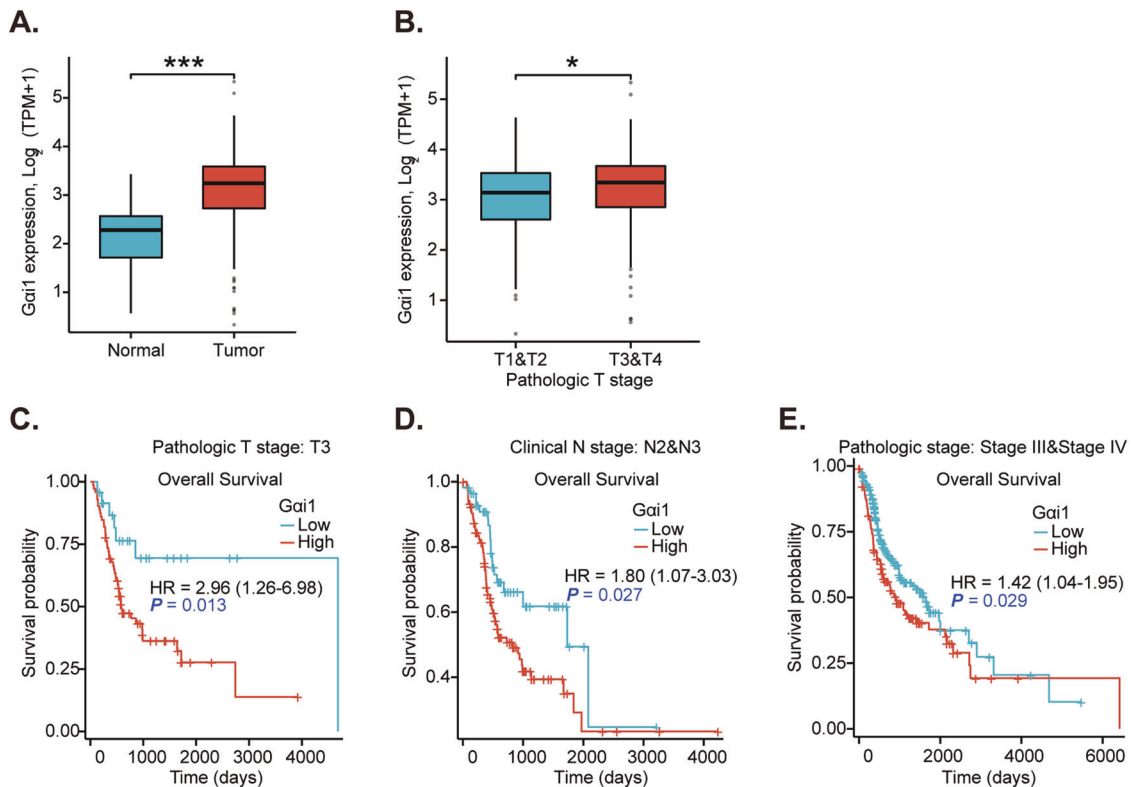 A.
Gαi1 expression, Log₂ (TPM+1)
5
4
3
2
1
***
Normal
Tumor
B.
Gαi1 expression, Log₂ (TPM+1)
5
4
3
2
1
*
T1&T2
T3&T4
Pathologic T stage
C.
Pathologic T stage: T3
Overall Survival
Survival probability
1.00
0.75
0.50
0.25
0.00
Gαi1
Low
High
HR = 2.96 (1.26-6.98)
P = 0.013
0
1000
2000
3000
4000
Time (days)
D.
Clinical N stage: N2&N3
Overall Survival
Survival probability
1.0
0.8
0.6
0.4
Gαi1
Low
High
HR = 1.80 (1.07-3.03)
P = 0.027
0
1000
2000
3000
4000
Time (days)
E.
Pathologic stage: Stage III&Stage IV
Overall Survival
Survival probability
1.00
0.75
0.50
0.25
0.00
Gαi1
Low
High
HR = 1.42 (1.04-1.95)
P = 0.029
0
2000
4000
6000
Time (days)